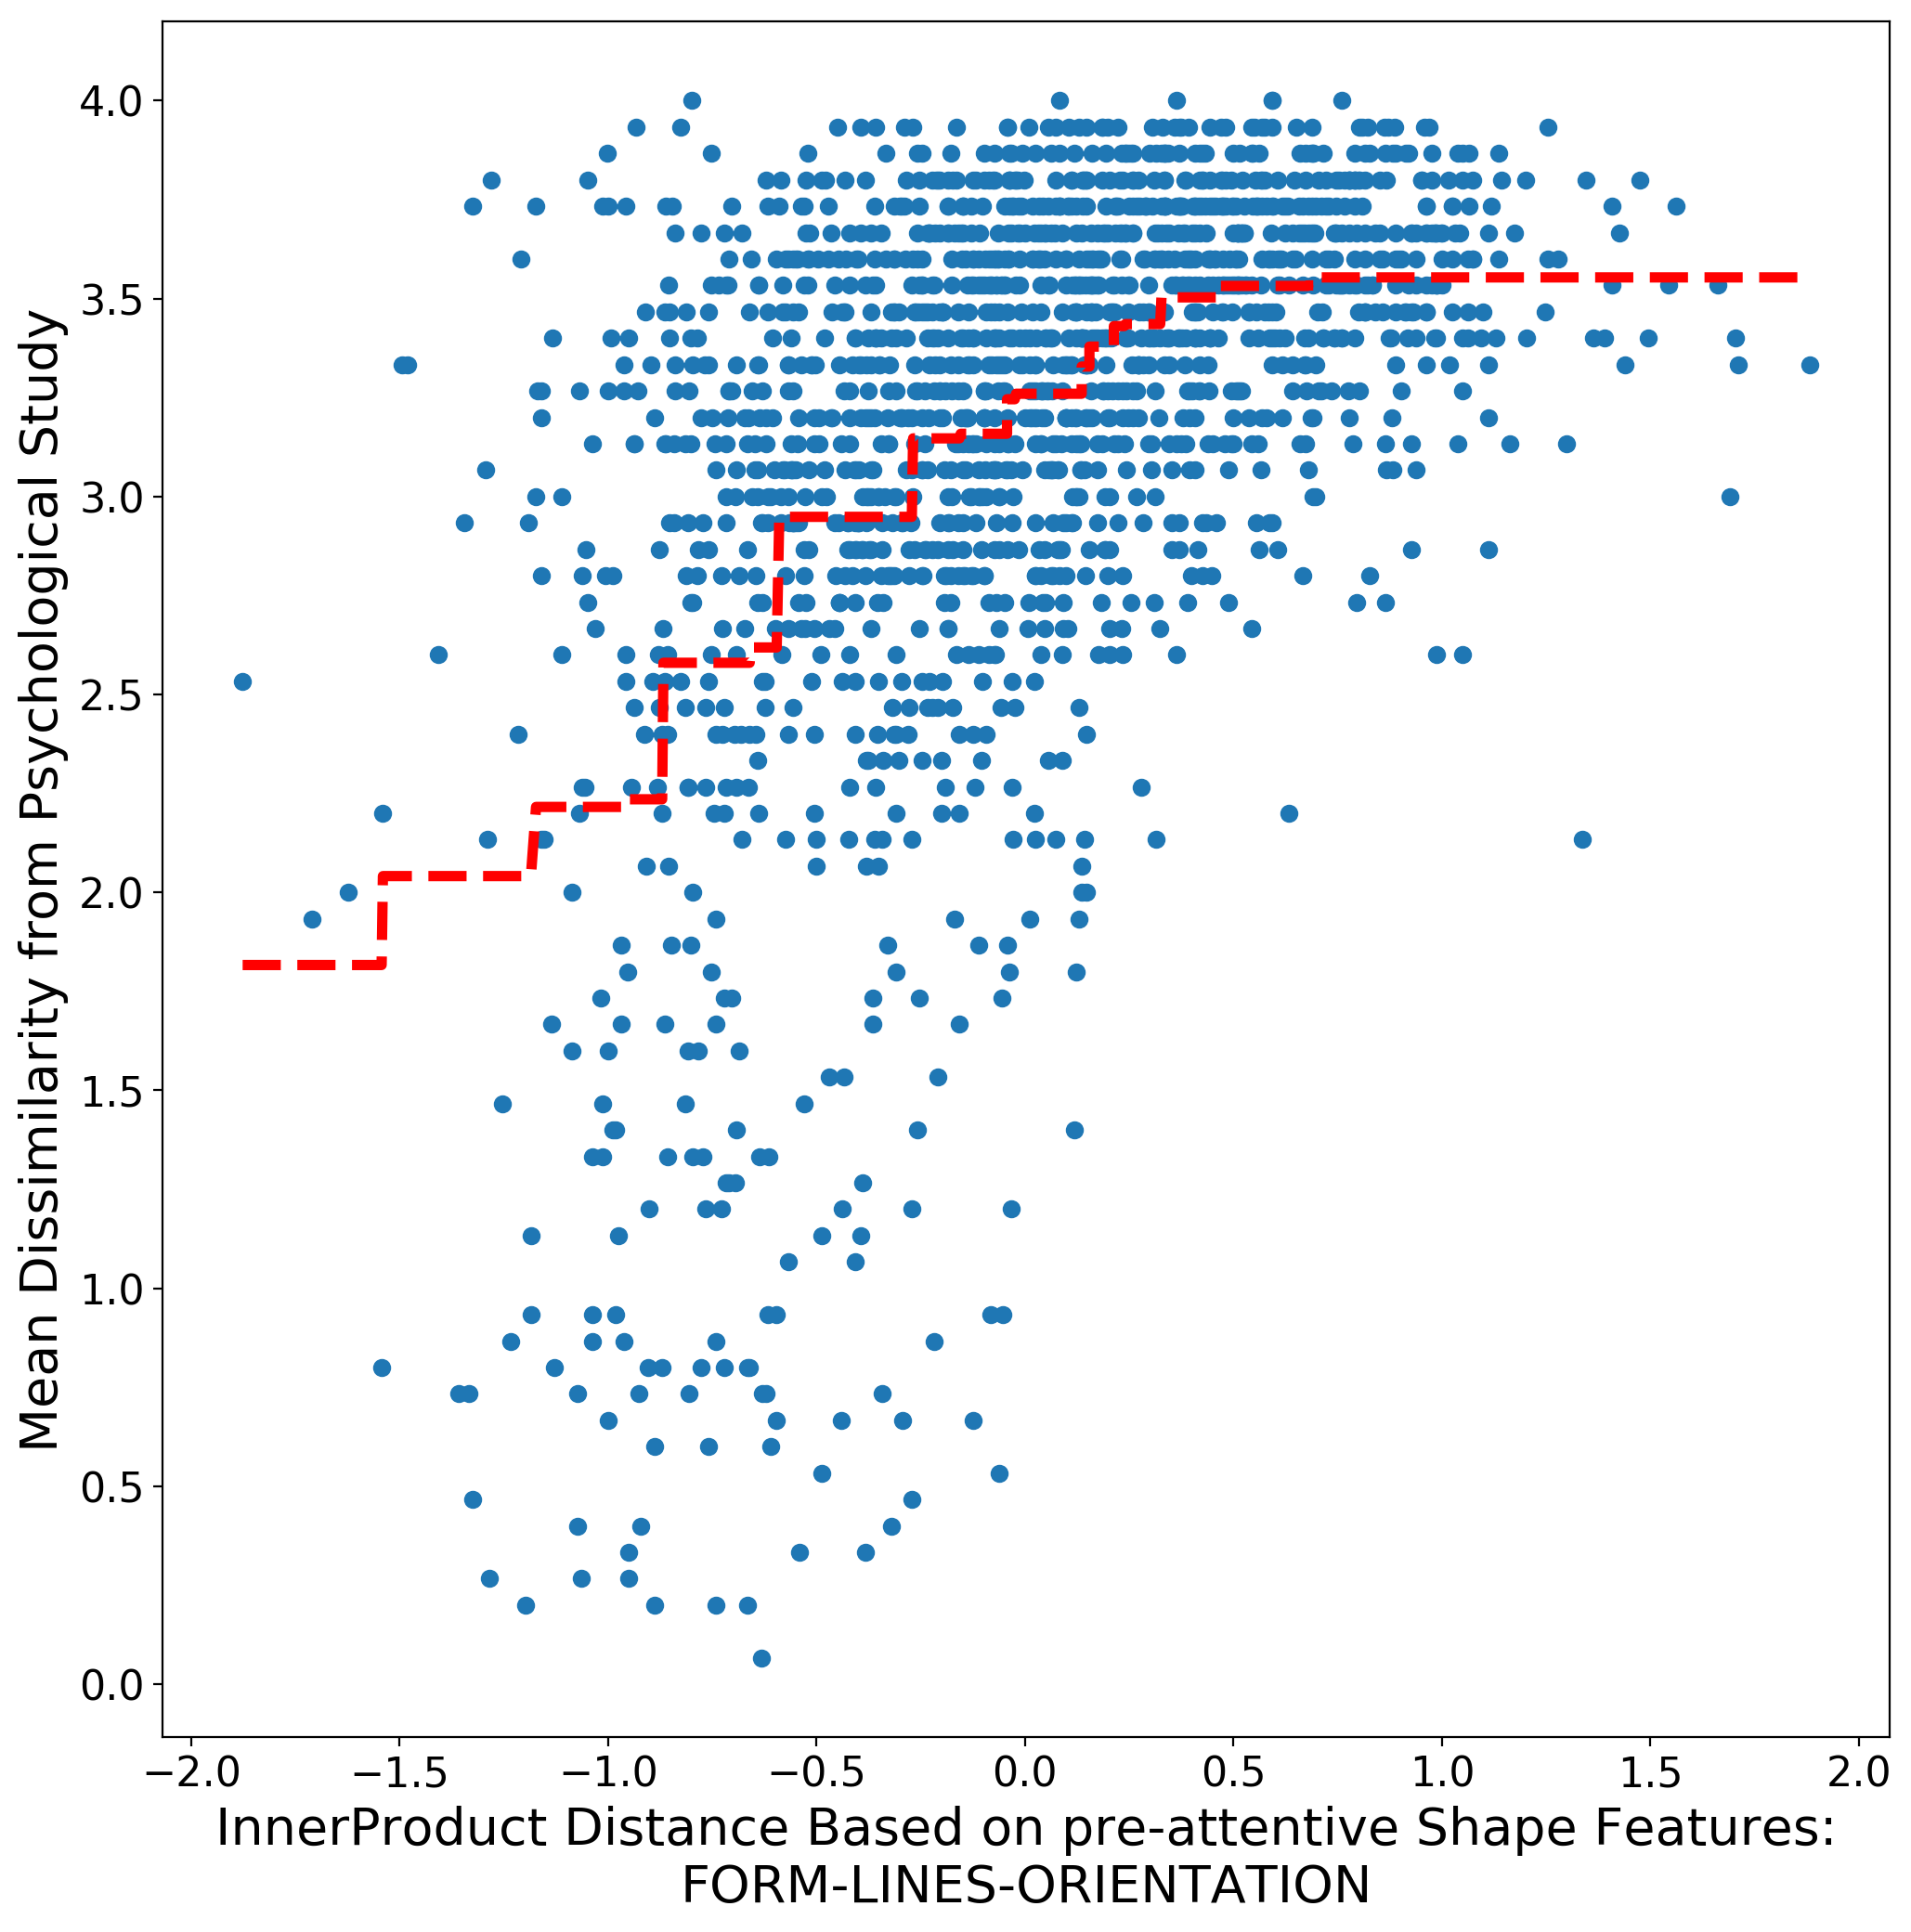 Mean Dissimilarity from Psychological Study
4.0
3.5
3.0
2.5
2.0
1.5
1.0
0.5
0.0
−2.0 −1.5 −1.0 −0.5 0.0 0.5 1.0 1.5 2.0
InnerProduct Distance Based on pre-attentive Shape Features:
FORM-LINES-ORIENTATION